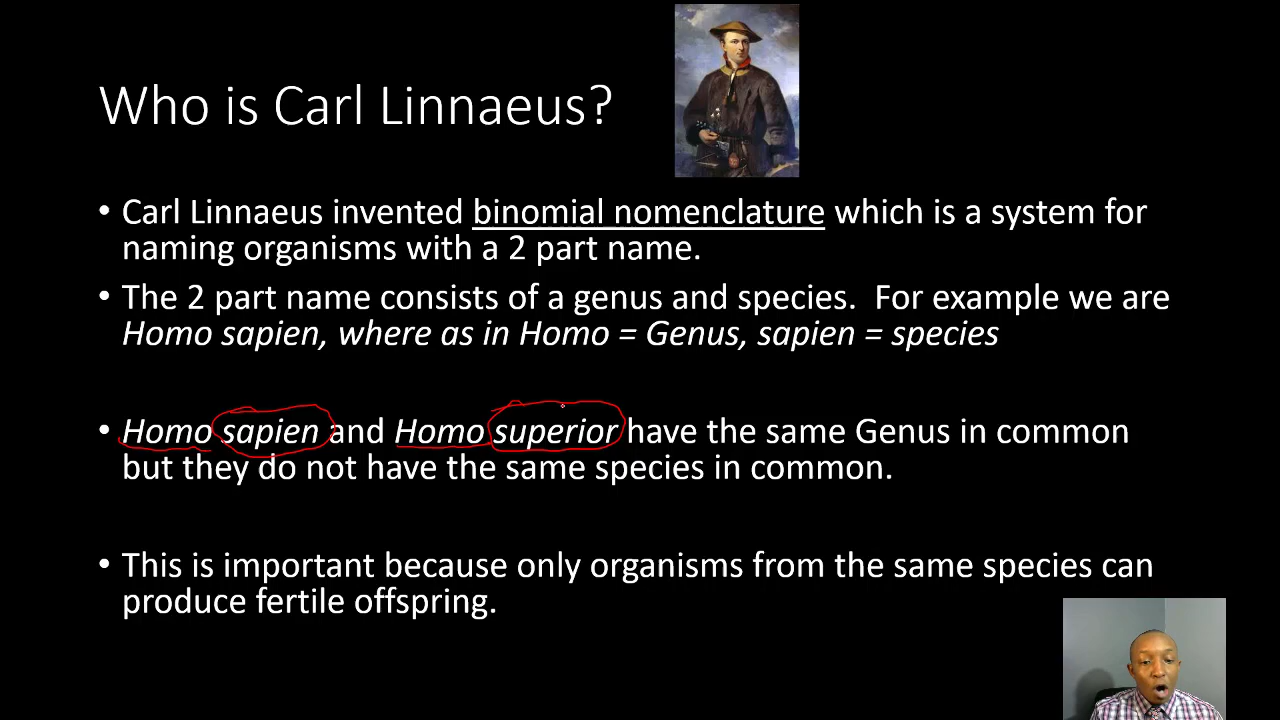 Who is Carl Linnaeus?
• Carl Linnaeus invented binomial nomenclature which is a system for
naming organisms with a 2 part name.
• The 2 part name consists of a genus and species.  For example we are
Homo sapien, where as in Homo = Genus, sapien = species
• Homo sapien and Homo superior have the same Genus in common
but they do not have the same species in common.
• This is important because only organisms from the same species can
produce fertile offspring.